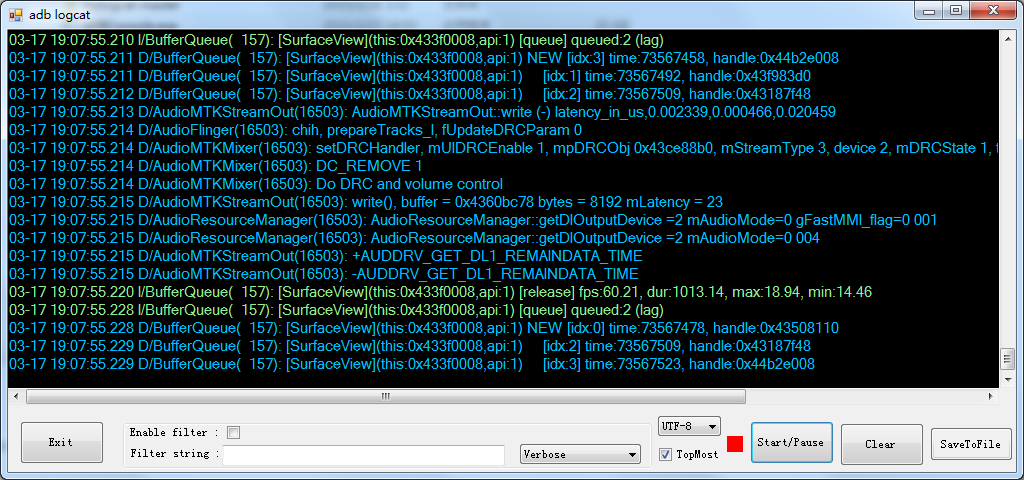 adb logcat
03-17 19:07:55.210 I/BufferQueue(  157): [SurfaceView](this:0x433f0008,api:1) [queue] queued:2 (lag)
03-17 19:07:55.211 D/BufferQueue(  157): [SurfaceView](this:0x433f0008,api:1) NEW [idx:3] time:73567458, handle:0x44b2e008
03-17 19:07:55.211 D/BufferQueue(  157): [SurfaceView](this:0x433f0008,api:1)     [idx:1] time:73567492, handle:0x43f983d0
03-17 19:07:55.212 D/BufferQueue(  157): [SurfaceView](this:0x433f0008,api:1)     [idx:2] time:73567509, handle:0x43187f48
03-17 19:07:55.213 D/AudioMTKStreamOut(16503): AudioMTKStreamOut::write (-) latency_in_us,0.002339,0.000466,0.020459
03-17 19:07:55.214 D/AudioFlinger(16503): chih, prepareTracks_l, fUpdateDRCParam 0
03-17 19:07:55.214 D/AudioMTKMixer(16503): setDRCHandler, mUIDRCEnable 1, mpDRCObj 0x43ce88b0, mStreamType 3, device 2, mDRCState 1, t
03-17 19:07:55.214 D/AudioMTKMixer(16503): DC_REMOVE 1
03-17 19:07:55.214 D/AudioMTKMixer(16503): Do DRC and volume control
03-17 19:07:55.215 D/AudioMTKStreamOut(16503): write(), buffer = 0x4360bc78 bytes = 8192 mLatency = 23
03-17 19:07:55.215 D/AudioResourceManager(16503): AudioResourceManager::getDlOutputDevice =2 mAudioMode=0 gFastMMI_flag=0 001
03-17 19:07:55.215 D/AudioResourceManager(16503): AudioResourceManager::getDlOutputDevice =2 mAudioMode=0 004
03-17 19:07:55.215 D/AudioMTKStreamOut(16503): +AUDDRV_GET_DL1_REMAINDATA_TIME
03-17 19:07:55.215 D/AudioMTKStreamOut(16503): -AUDDRV_GET_DL1_REMAINDATA_TIME
03-17 19:07:55.220 I/BufferQueue(  157): [SurfaceView](this:0x433f0008,api:1) [release] fps:60.21, dur:1013.14, max:18.94, min:14.46
03-17 19:07:55.228 I/BufferQueue(  157): [SurfaceView](this:0x433f0008,api:1) [queue] queued:2 (lag)
03-17 19:07:55.228 D/BufferQueue(  157): [SurfaceView](this:0x433f0008,api:1) NEW [idx:0] time:73567478, handle:0x43508110
03-17 19:07:55.229 D/BufferQueue(  157): [SurfaceView](this:0x433f0008,api:1)     [idx:2] time:73567509, handle:0x43187f48
03-17 19:07:55.229 D/BufferQueue(  157): [SurfaceView](this:0x433f0008,api:1)     [idx:3] time:73567523, handle:0x44b2e008
Exit
Enable filter :
Filter string :
Verbose
UTF-8
TopMost
Start/Pause
Clear
SaveToFile